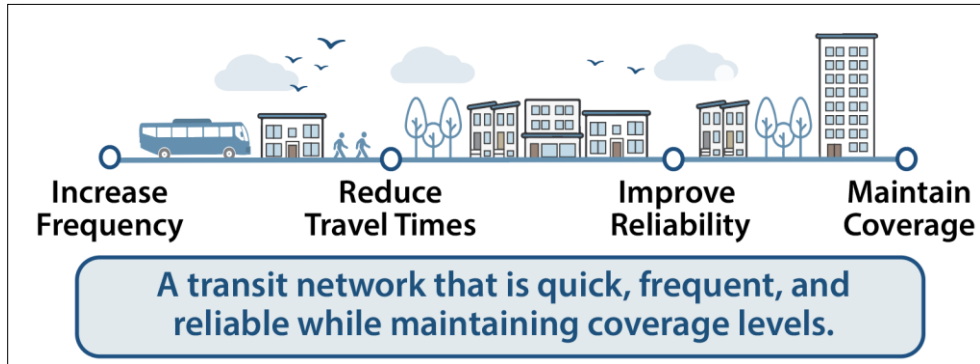 Increase
Frequency
Reduce
Travel Times
Improve
Reliability
Maintain
Coverage
A transit network that is quick, frequent, and
reliable while maintaining coverage levels.